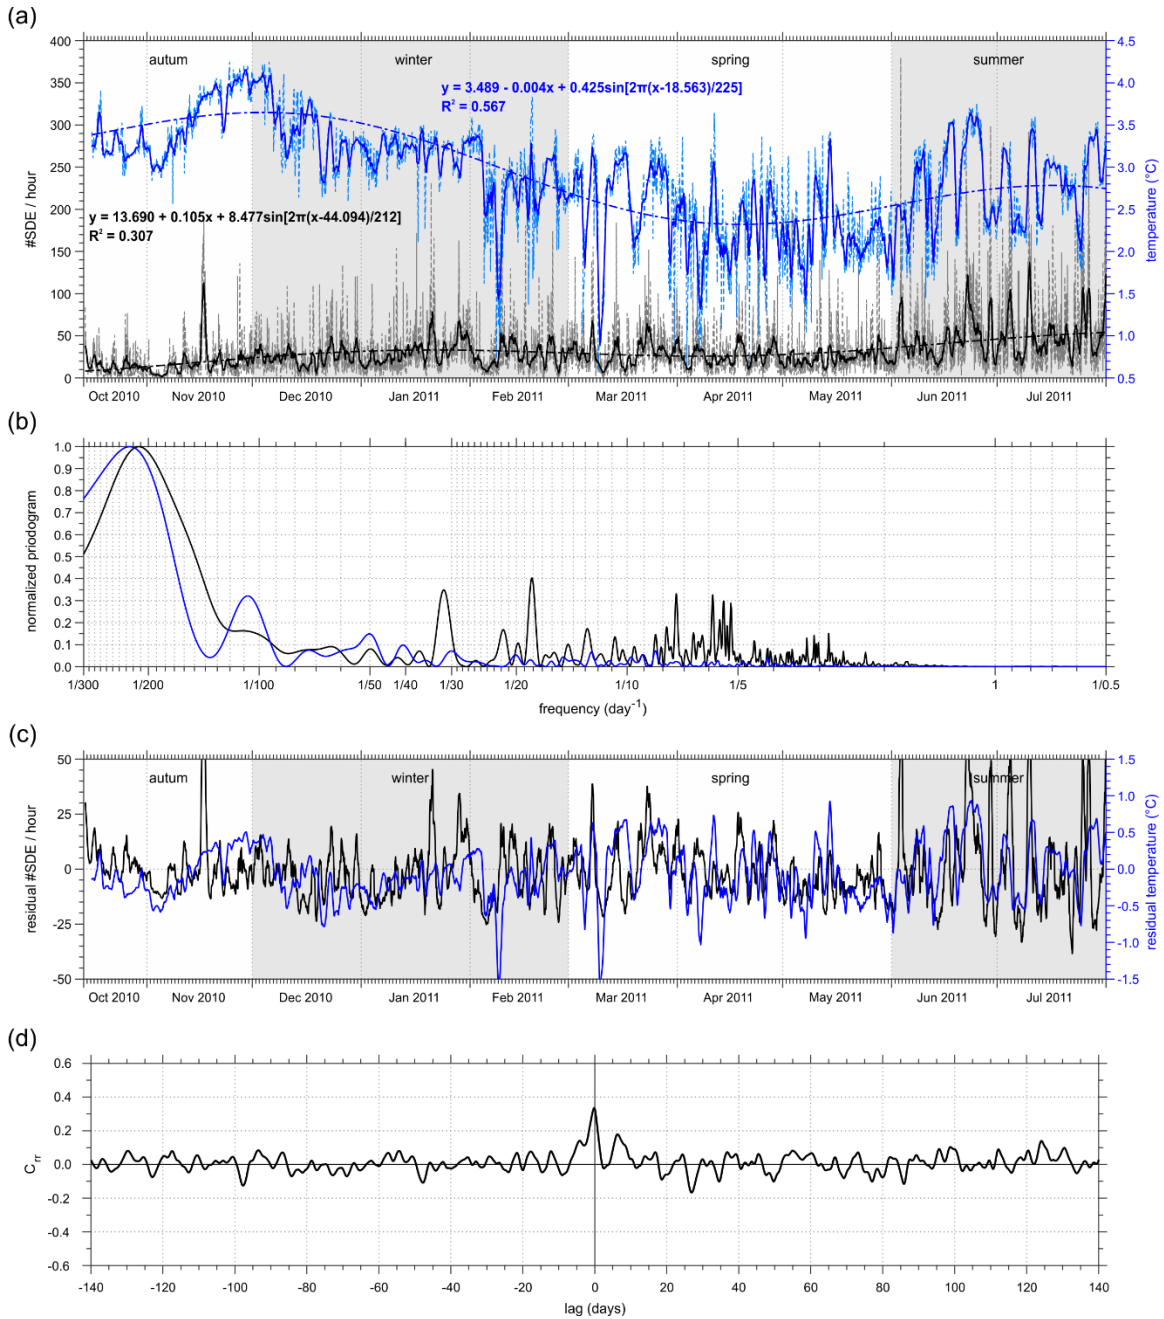 (a)
400
350
300
250
200
150
100
50
0
#SDE / hour
autum
winter
spring
summer
y = 3.489 - 0.004x + 0.425sin[2π(x-18.563)/225]
R² = 0.567
y = 13.690 + 0.105x + 8.477sin[2π(x-44.094)/212]
R² = 0.307
4.5
4.0
3.5
3.0
2.5
2.0
1.5
1.0
0.5
temperature (°C)
Oct 2010
Nov 2010
Dec 2010
Jan 2011
Feb 2011
Mar 2011
Apr 2011
May 2011
Jun 2011
Jul 2011
(b)
1.0
0.9
0.8
0.7
0.6
0.5
0.4
0.3
0.2
0.1
0.0
normalized priodogram
1/300
1/200
1/100
1/50
1/40
1/30
1/20
1/10
1/5
1
1/0.5
frequency (day⁻¹)
(c)
50
25
0
-25
-50
residual #SDE / hour
autum
winter
spring
summer
1.5
1.0
0.5
0.0
-0.5
-1.0
-1.5
residual temperature (°C)
Oct 2010
Nov 2010
Dec 2010
Jan 2011
Feb 2011
Mar 2011
Apr 2011
May 2011
Jun 2011
Jul 2011
(d)
0.6
0.4
0.2
0.0
-0.2
-0.4
-0.6
C_rr
-140
-120
-100
-80
-60
-40
-20
0
20
40
60
80
100
120
140
lag (days)